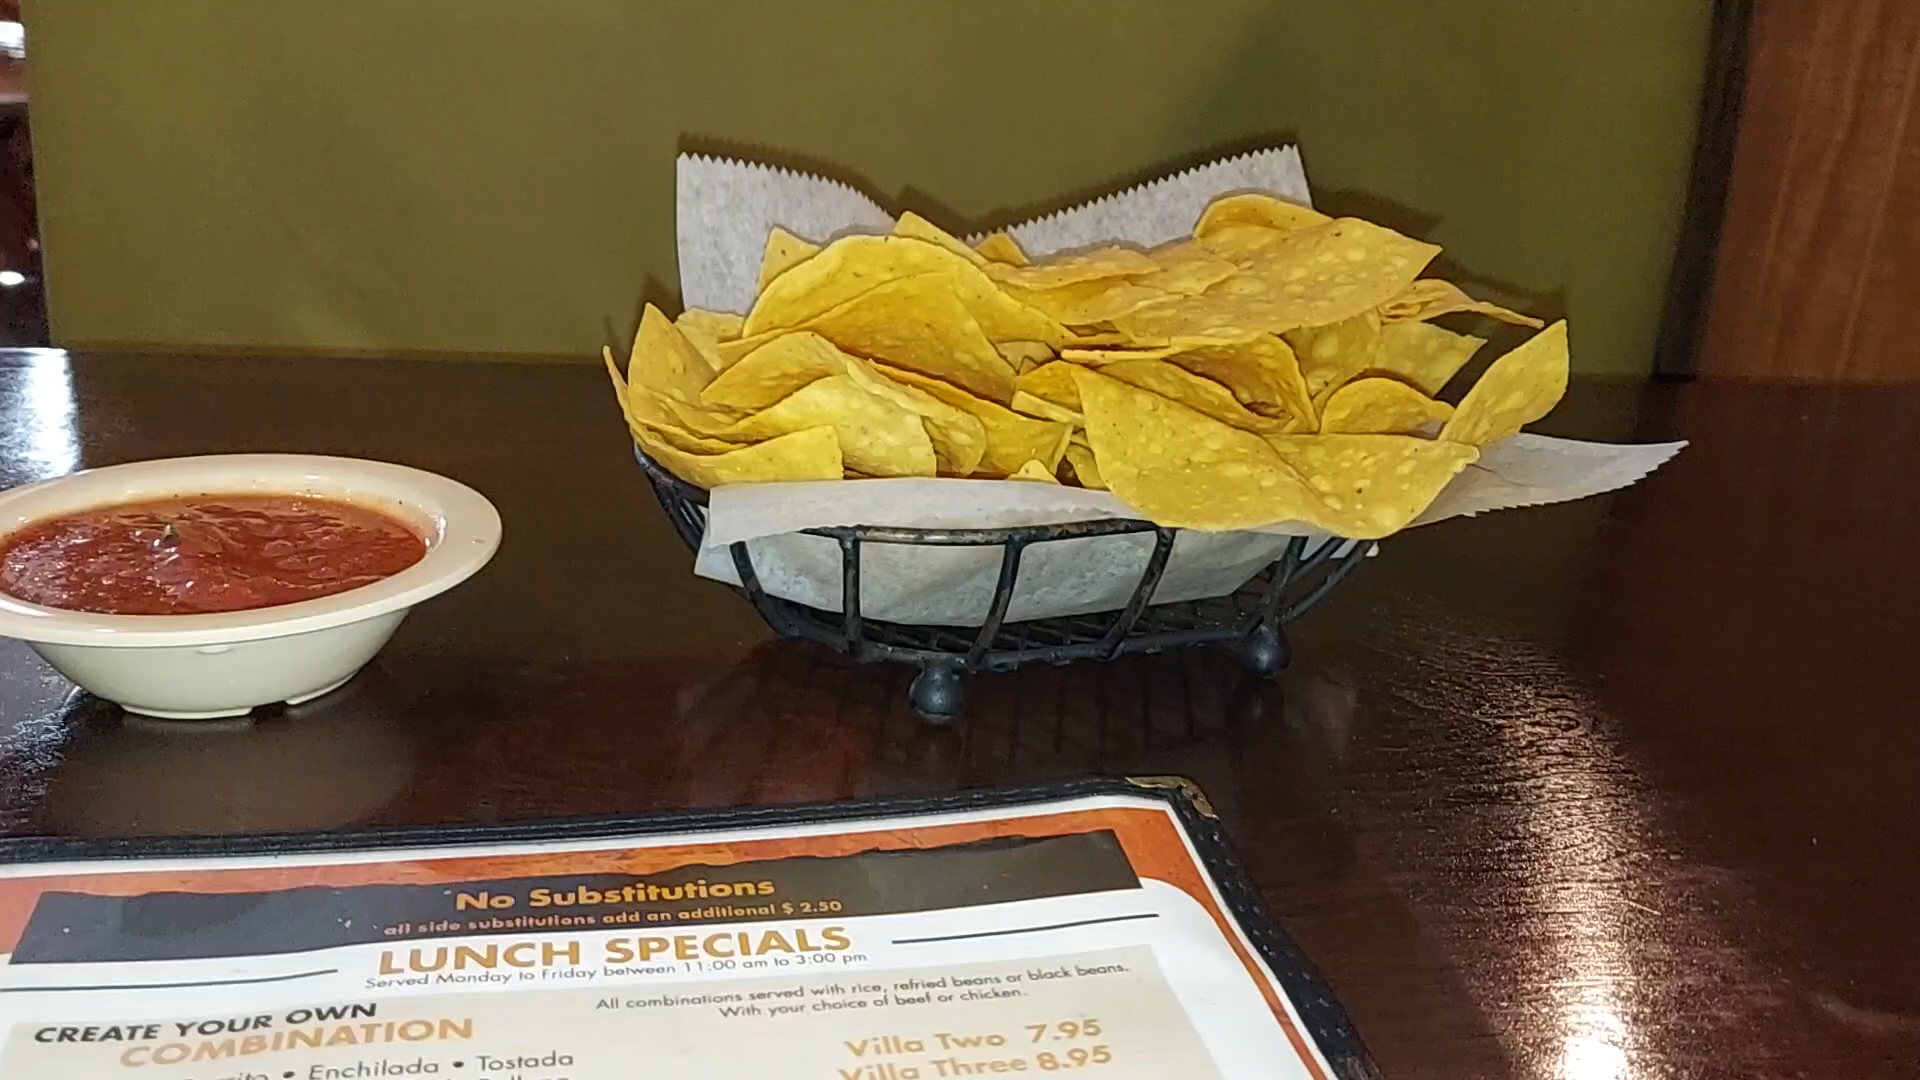 No Substitutions
all side substitutions add an additional $ 2.50
LUNCH SPECIALS
Served Monday to Friday between 11:00 am to 3:00 pm
CREATE YOUR OWN
COMBINATION
• Enchilada • Tostada
All combinations served with rice, refried beans or black beans.
With your choice of beef or chicken.
Villa Two 7.95
Villa Three 8.95